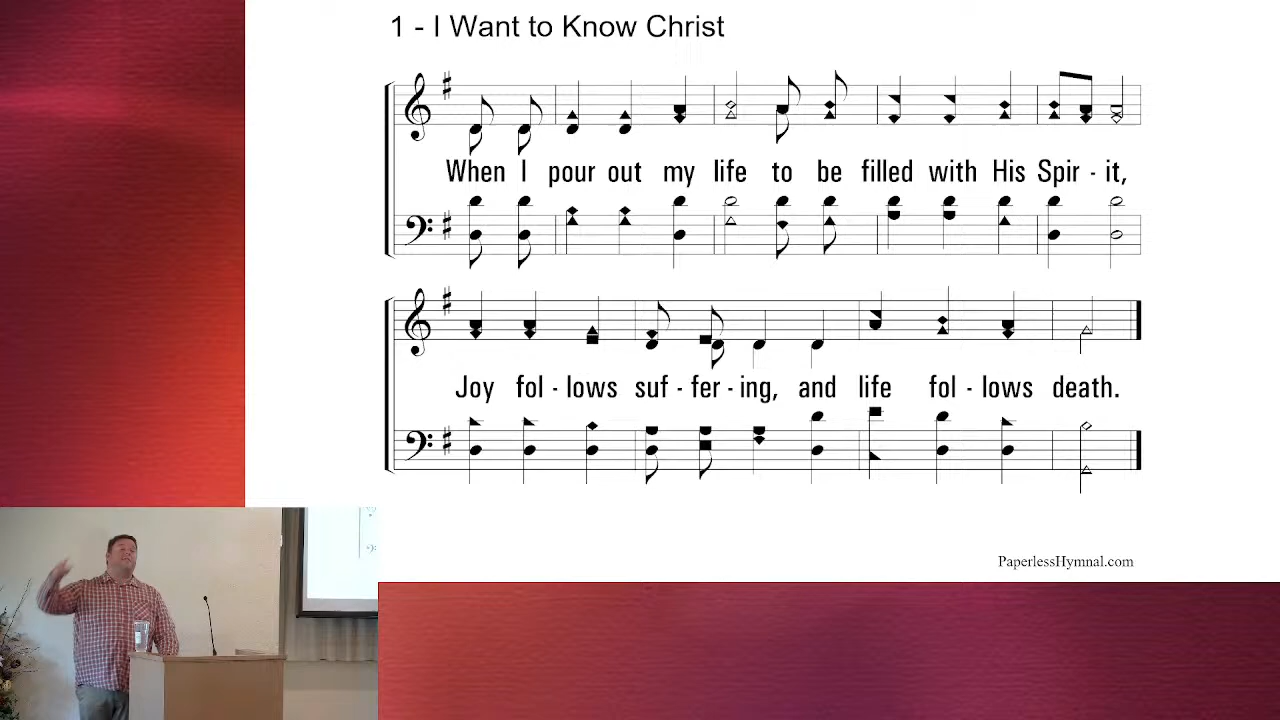 1 - I Want to Know Christ
When I pour out my life to be filled with His Spir - it,
Joy fol - lows suf - fer - ing, and life fol - lows death.
PaperlessHymnal.com